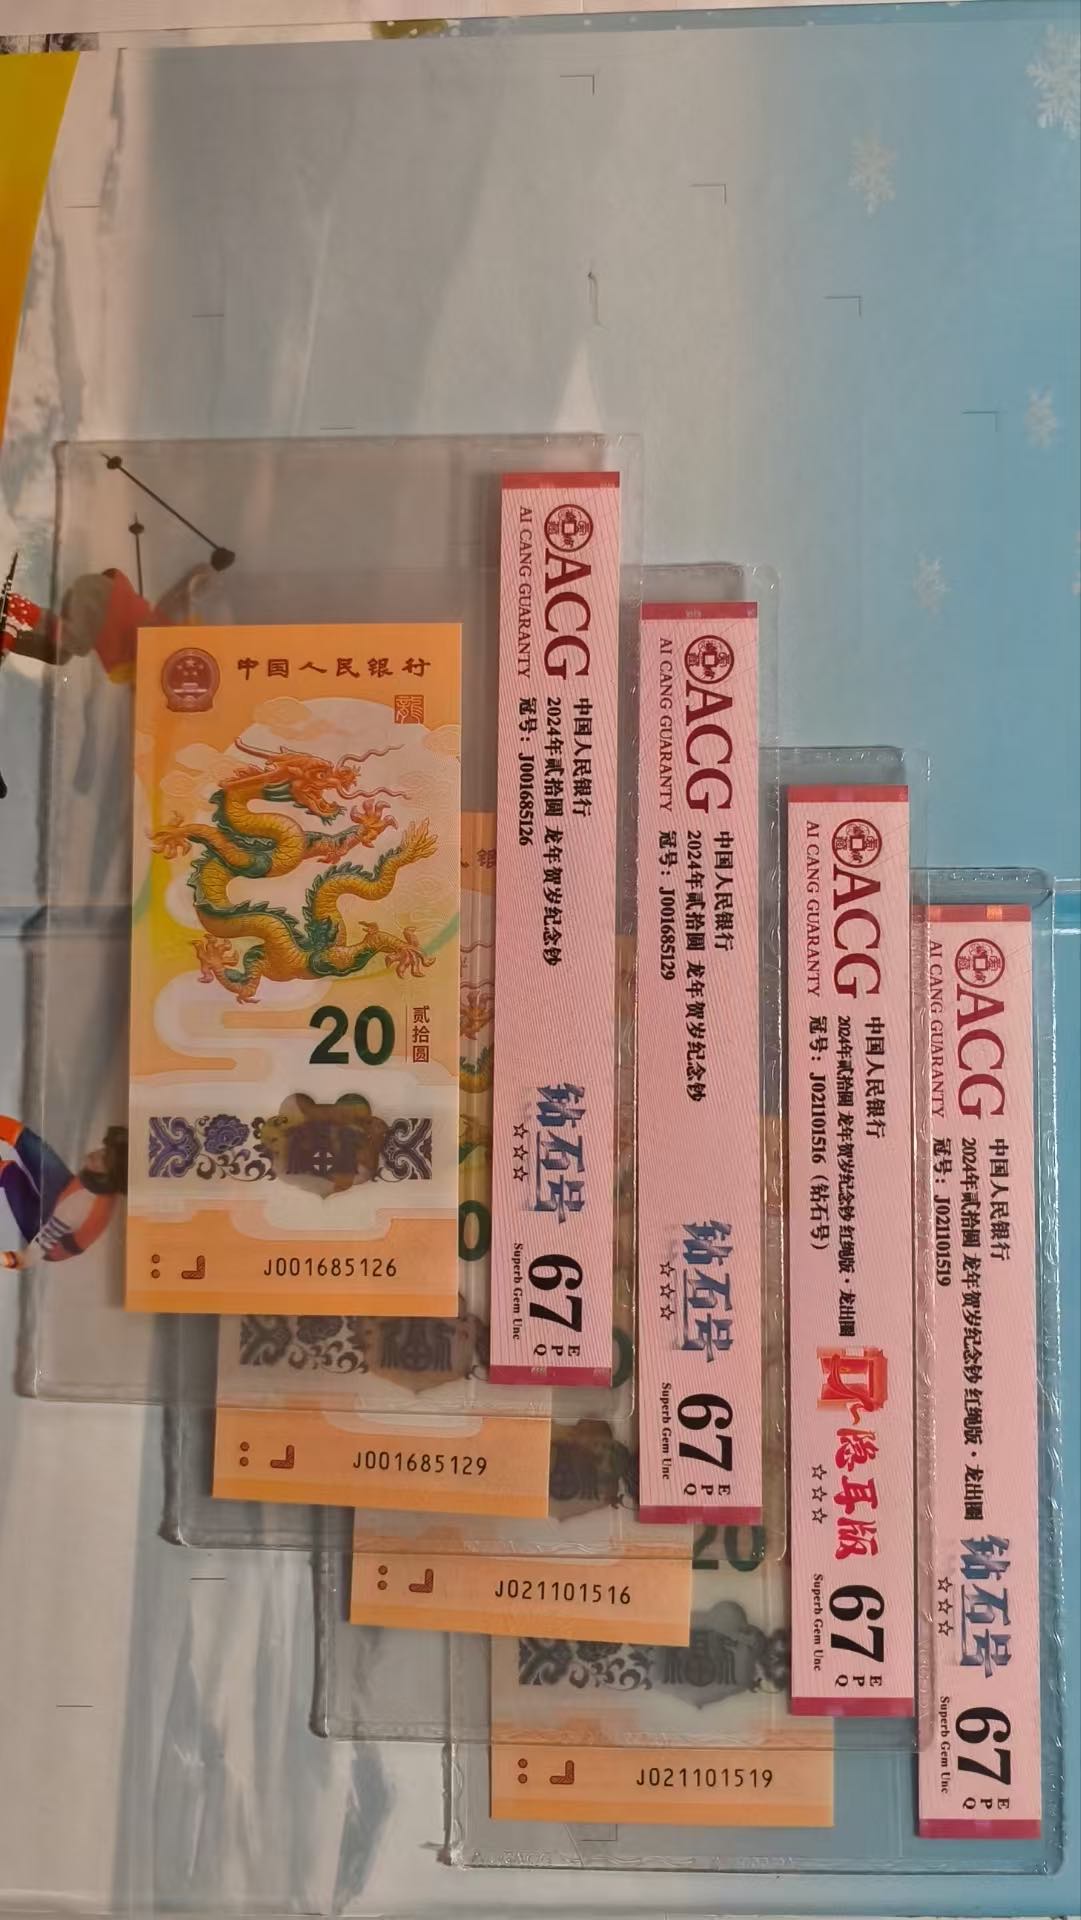 中国人民银行
龍
20
贰拾圆
J001685126
ACG
AI CANG GUARANTY
中国人民银行
2024年贰拾圆 龙年贺岁纪念钞
冠号：J001685126
钻石号
☆☆☆
67
E
P
Q
Superb Gem Unc
银
0
J001685129
ACG
AI CANG GUARANTY
中国人民银行
2024年贰拾圆 龙年贺岁纪念钞
冠号：J001685129
钻石号
☆☆☆
67
E
P
Q
Superb Gem Unc
J021101516
ACG
AI CANG GUARANTY
中国人民银行
2024年贰拾圆 龙年贺岁纪念钞 红绳版·龙出圈
冠号：J021101516（钻石号）
隐耳版
☆☆☆
67
E
P
Q
Superb Gem Unc
20
J021101519
ACG
AI CANG GUARANTY
中国人民银行
2024年贰拾圆 龙年贺岁纪念钞 红绳版·龙出圈
冠号：J021101519
钻石号
☆☆☆
67
E
P
Q
Superb Gem Unc